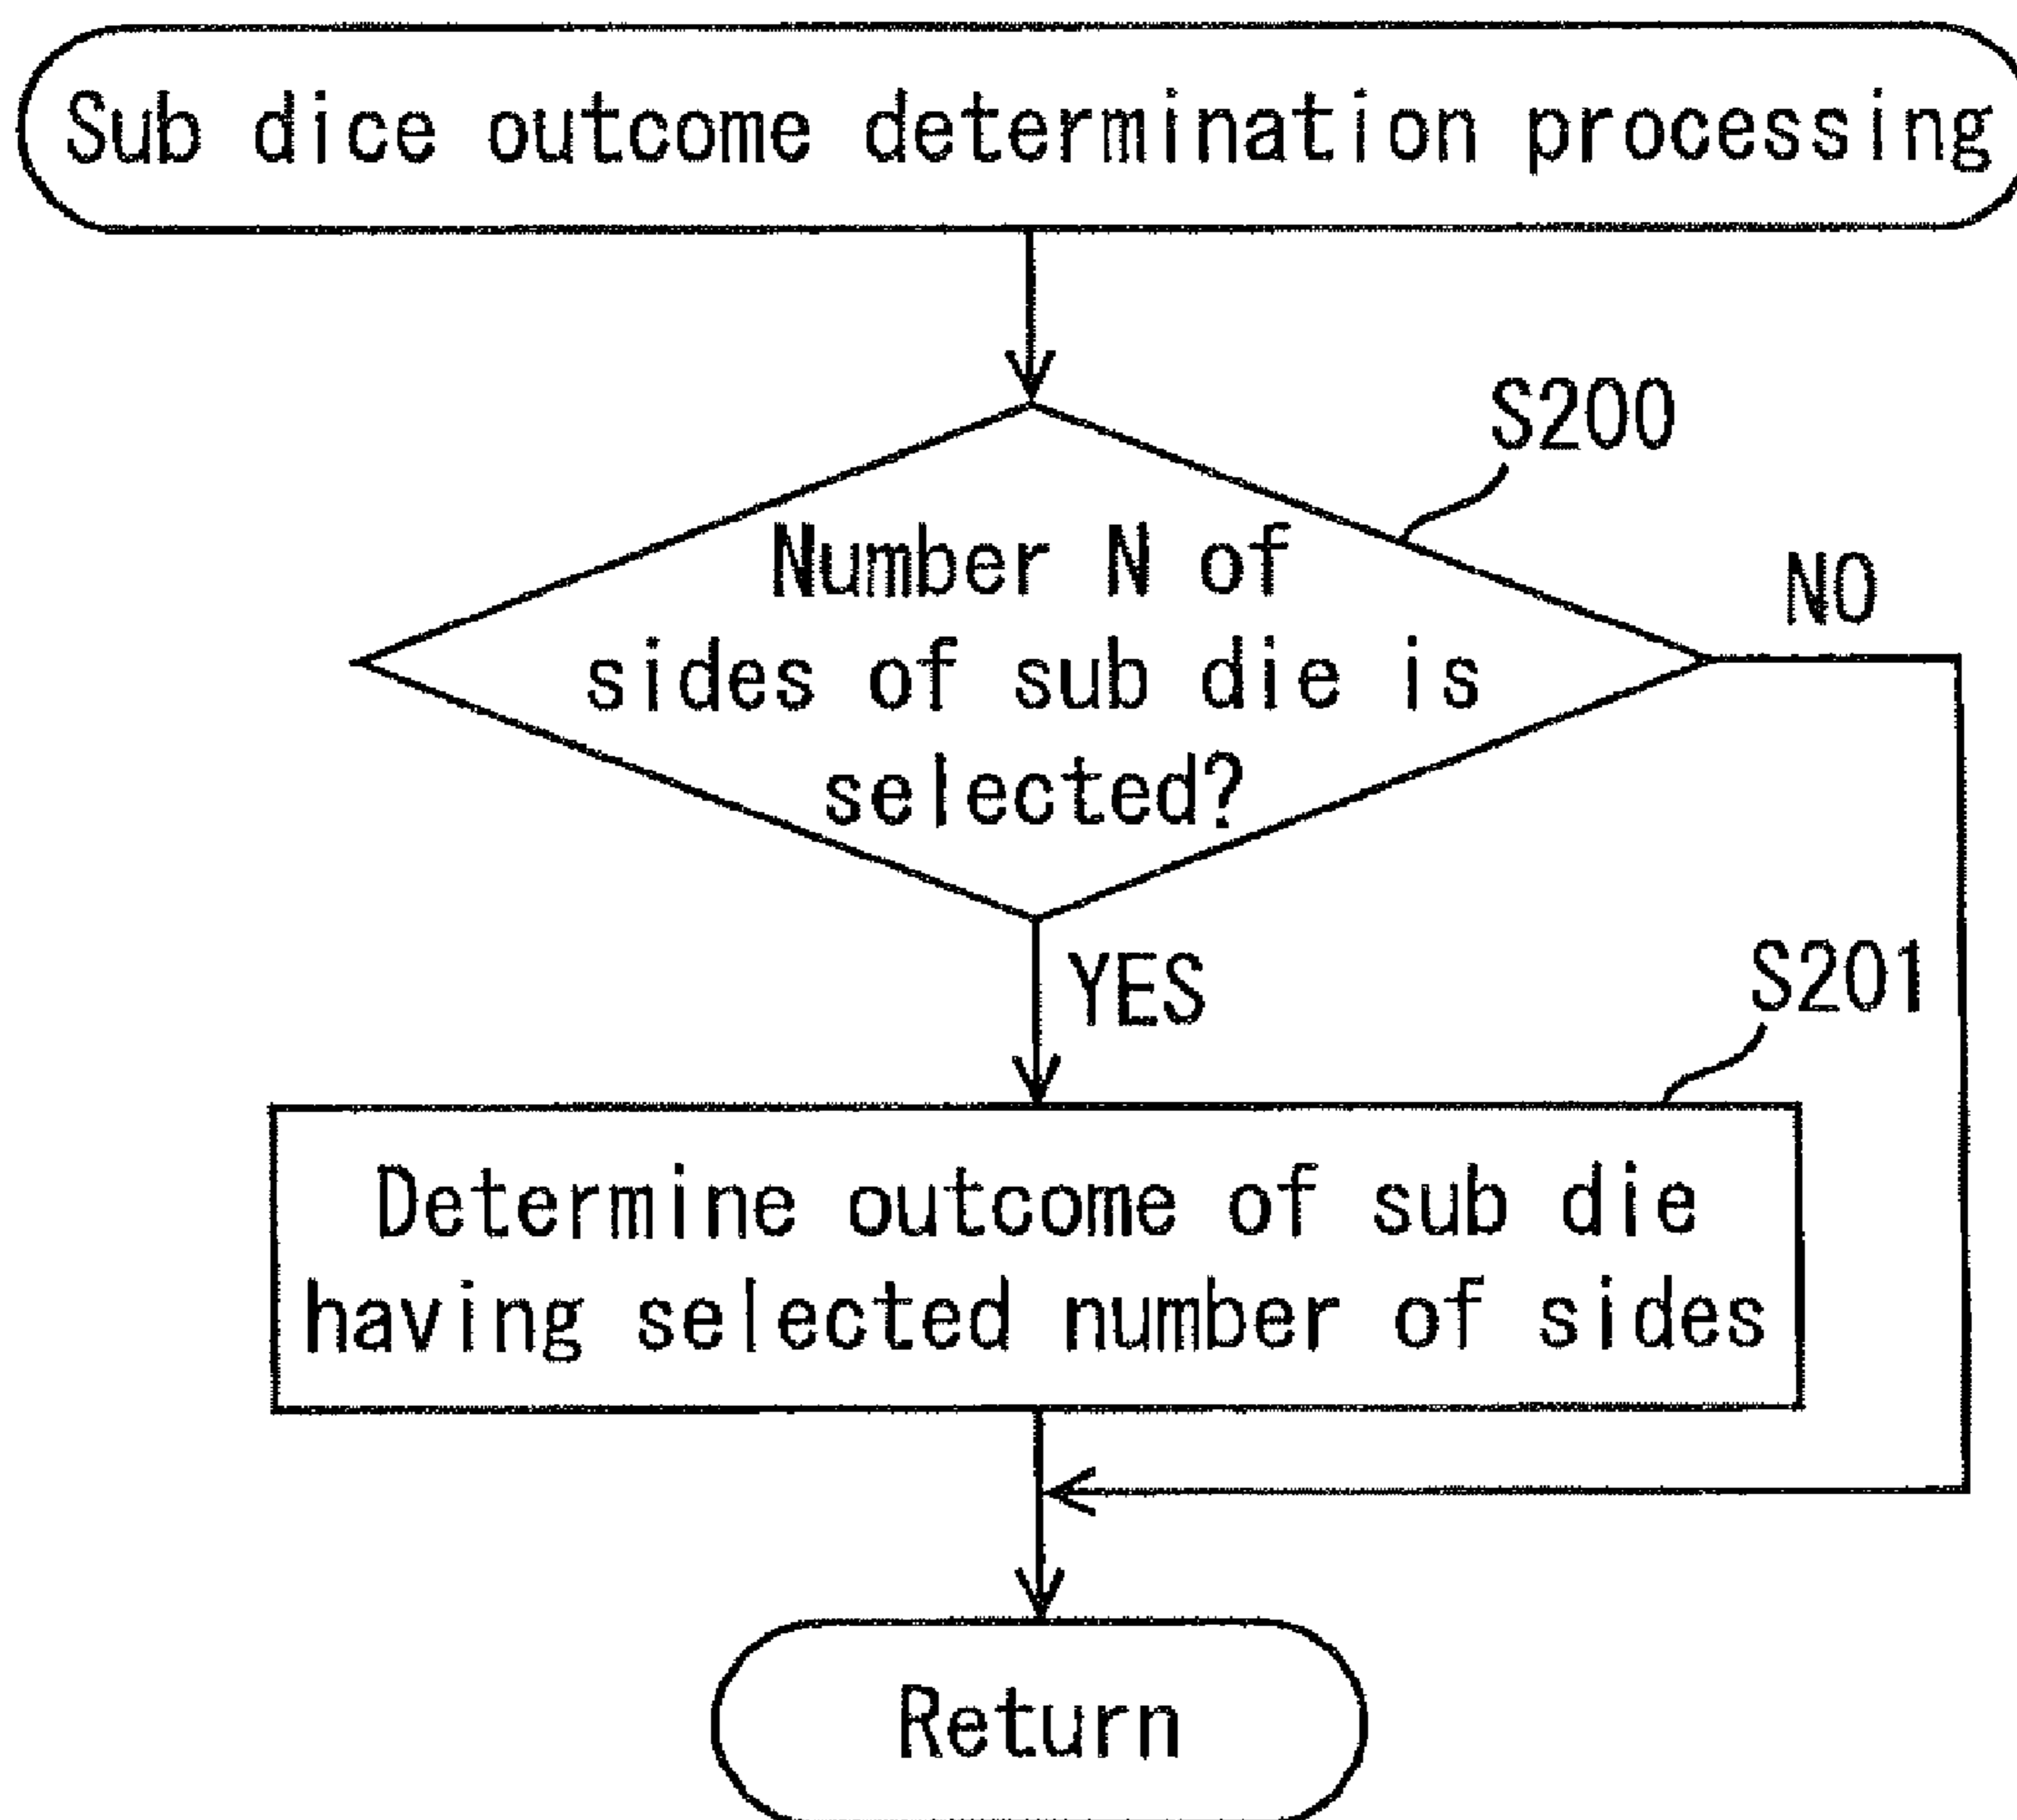 Sub dice outcome determination processing
S200
Number N of
sides of sub die is
selected?
NO
YES
S201
Determine outcome of sub die
having selected number of sides
Return